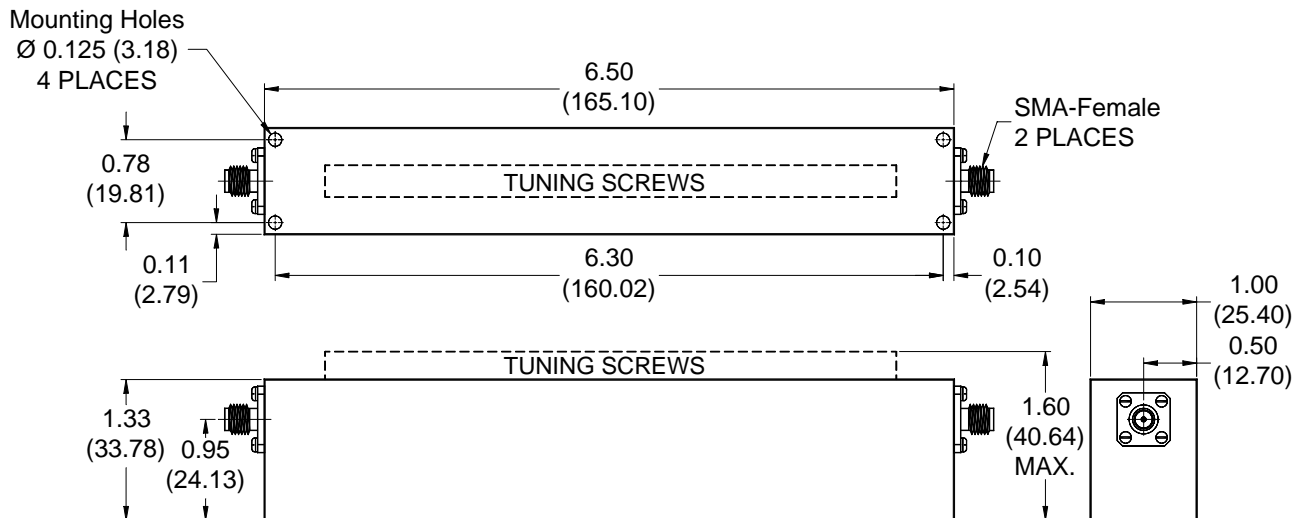 Mounting Holes
Ø 0.125 (3.18)
4 PLACES
6.50
(165.10)
SMA-Female
2 PLACES
0.78
(19.81)
TUNING SCREWS
0.11
(2.79)
6.30
(160.02)
0.10
(2.54)
1.00
(25.40)
0.50
(12.70)
TUNING SCREWS
1.33
(33.78)
0.95
(24.13)
1.60
(40.64)
MAX.